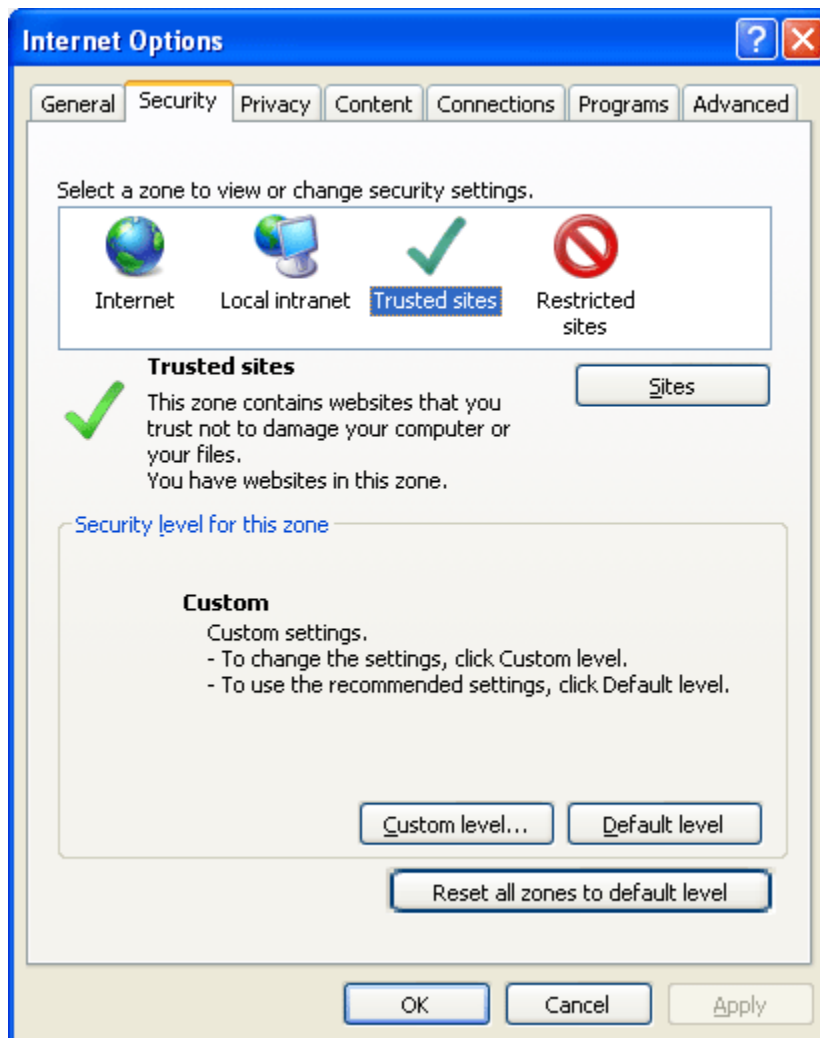 Internet Options
General Security Privacy Content Connections Programs Advanced
Select a zone to view or change security settings.
Internet Local intranet Trusted sites Restricted
sites
Trusted sites
Sites
This zone contains websites that you
trust not to damage your computer or
your files.
You have websites in this zone.
Security level for this zone
Custom
Custom settings.
- To change the settings, click Custom level.
- To use the recommended settings, click Default level.
Custom level... Default level
Reset all zones to default level
OK Cancel Apply